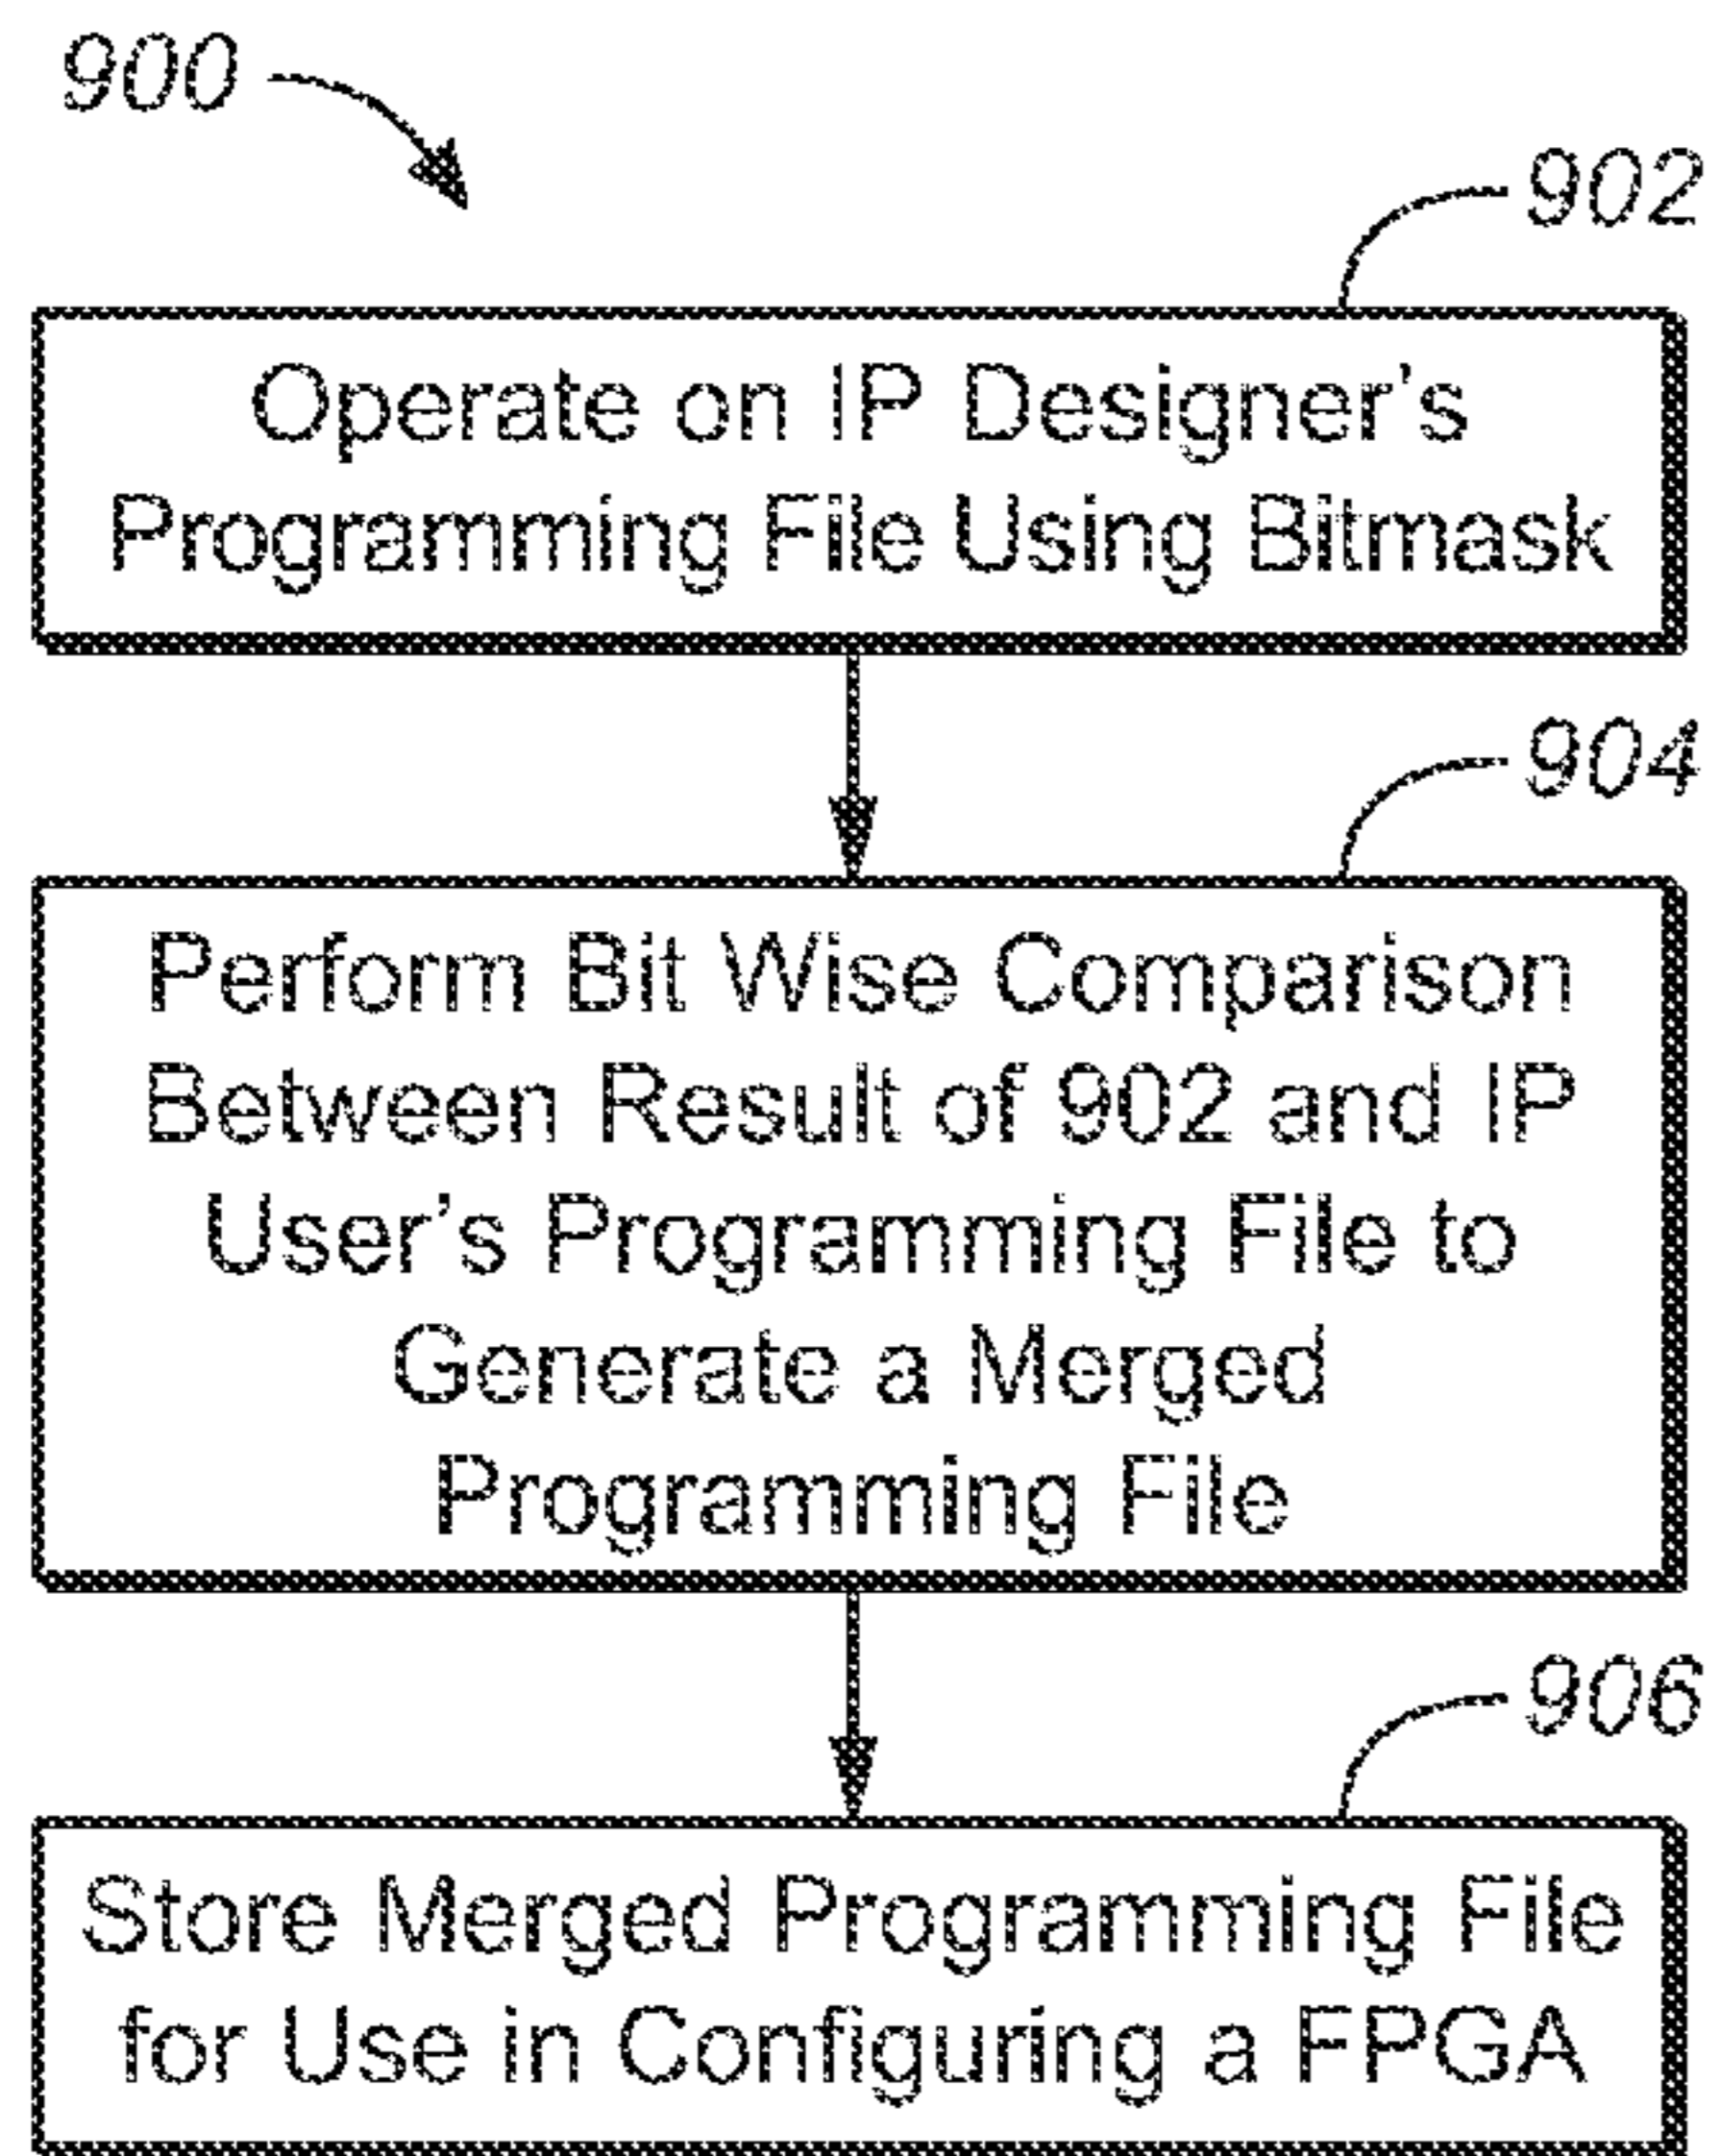 900
902
Operate on IP Designer's
Programming File Using Bitmask
904
Perform Bit Wise Comparison
Between Result of 902 and IP
User's Programming File to
Generate a Merged
Programming File
906
Store Merged Programming File
for Use in Configuring a FPGA